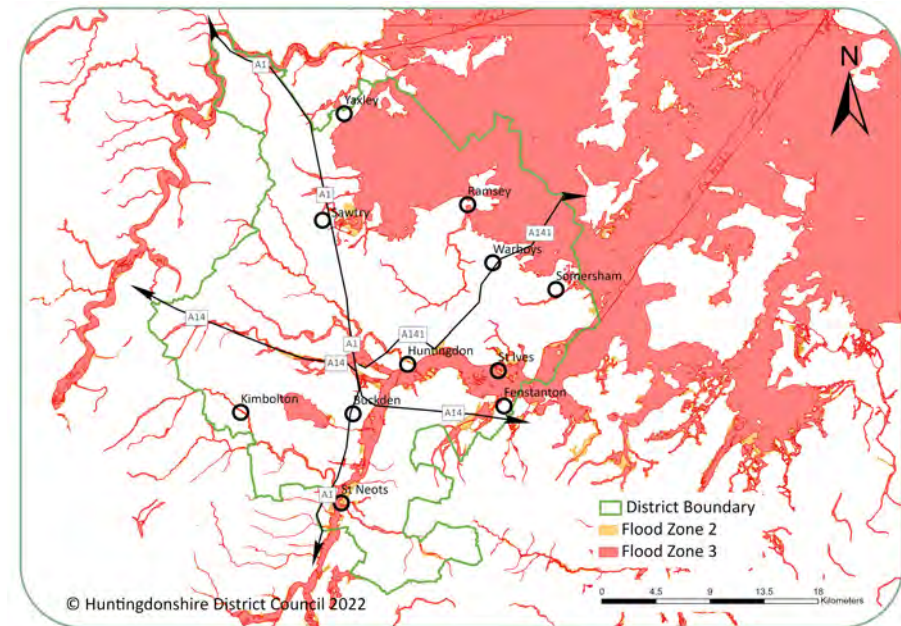 A1
N
Yaxley
A1
Ramsey
Sawtry
A141
Warboys
Somersham
A14
A141
A1
Huntingdon
A14
St Ives
Kimbolton
Buckden
Fenstanton
A14
A1
St Neots
District Boundary
Flood Zone 2
Flood Zone 3
© Huntingdonshire District Council 2022
0 4.5 9 13.5 18
Kilometers